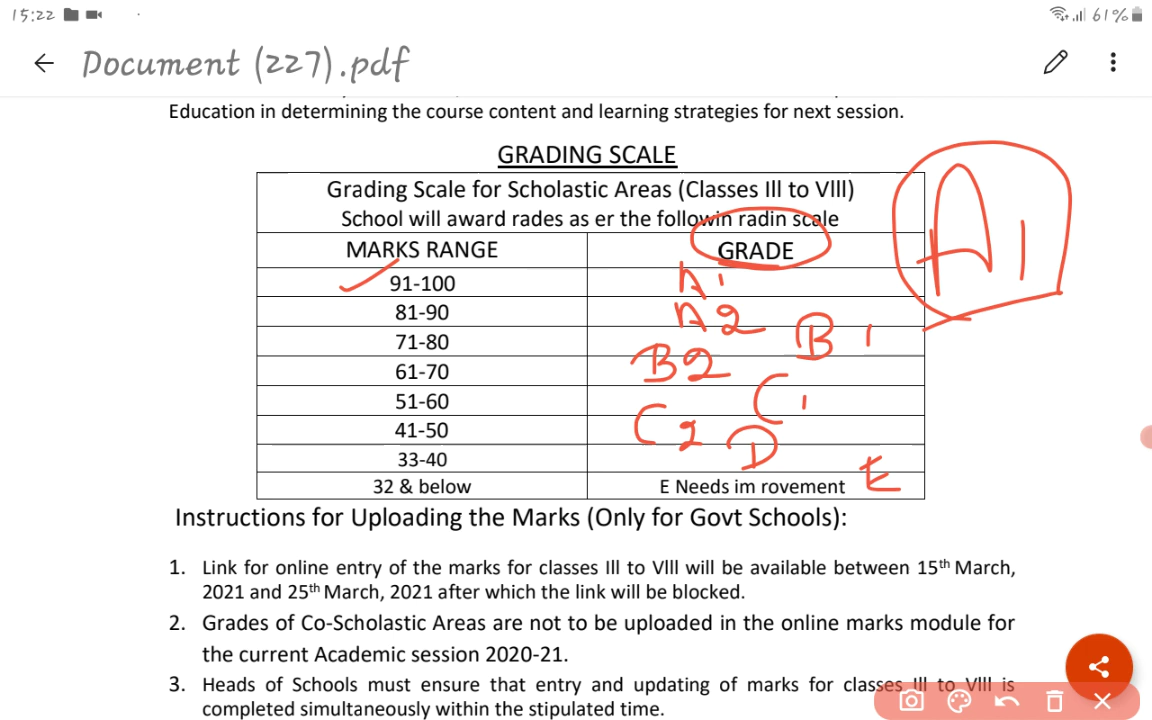 15:22 61%
Document (227).pdf
Education in determining the course content and learning strategies for next session.
GRADING SCALE
Grading Scale for Scholastic Areas (Classes Ill to Vlll)
School will award rades as er the followin radin scale
MARKS RANGE GRADE
91-100 A1
81-90 A2
71-80 B1
61-70 B2
51-60 C1
41-50 C2
33-40 D
32 & below E Needs im rovement E
A1
Instructions for Uploading the Marks (Only for Govt Schools):
1. Link for online entry of the marks for classes Ill to Vlll will be available between 15th March,
2021 and 25th March, 2021 after which the link will be blocked.
2. Grades of Co-Scholastic Areas are not to be uploaded in the online marks module for
the current Academic session 2020-21.
3. Heads of Schools must ensure that entry and updating of marks for classes Ill to Vlll is
completed simultaneously within the stipulated time.